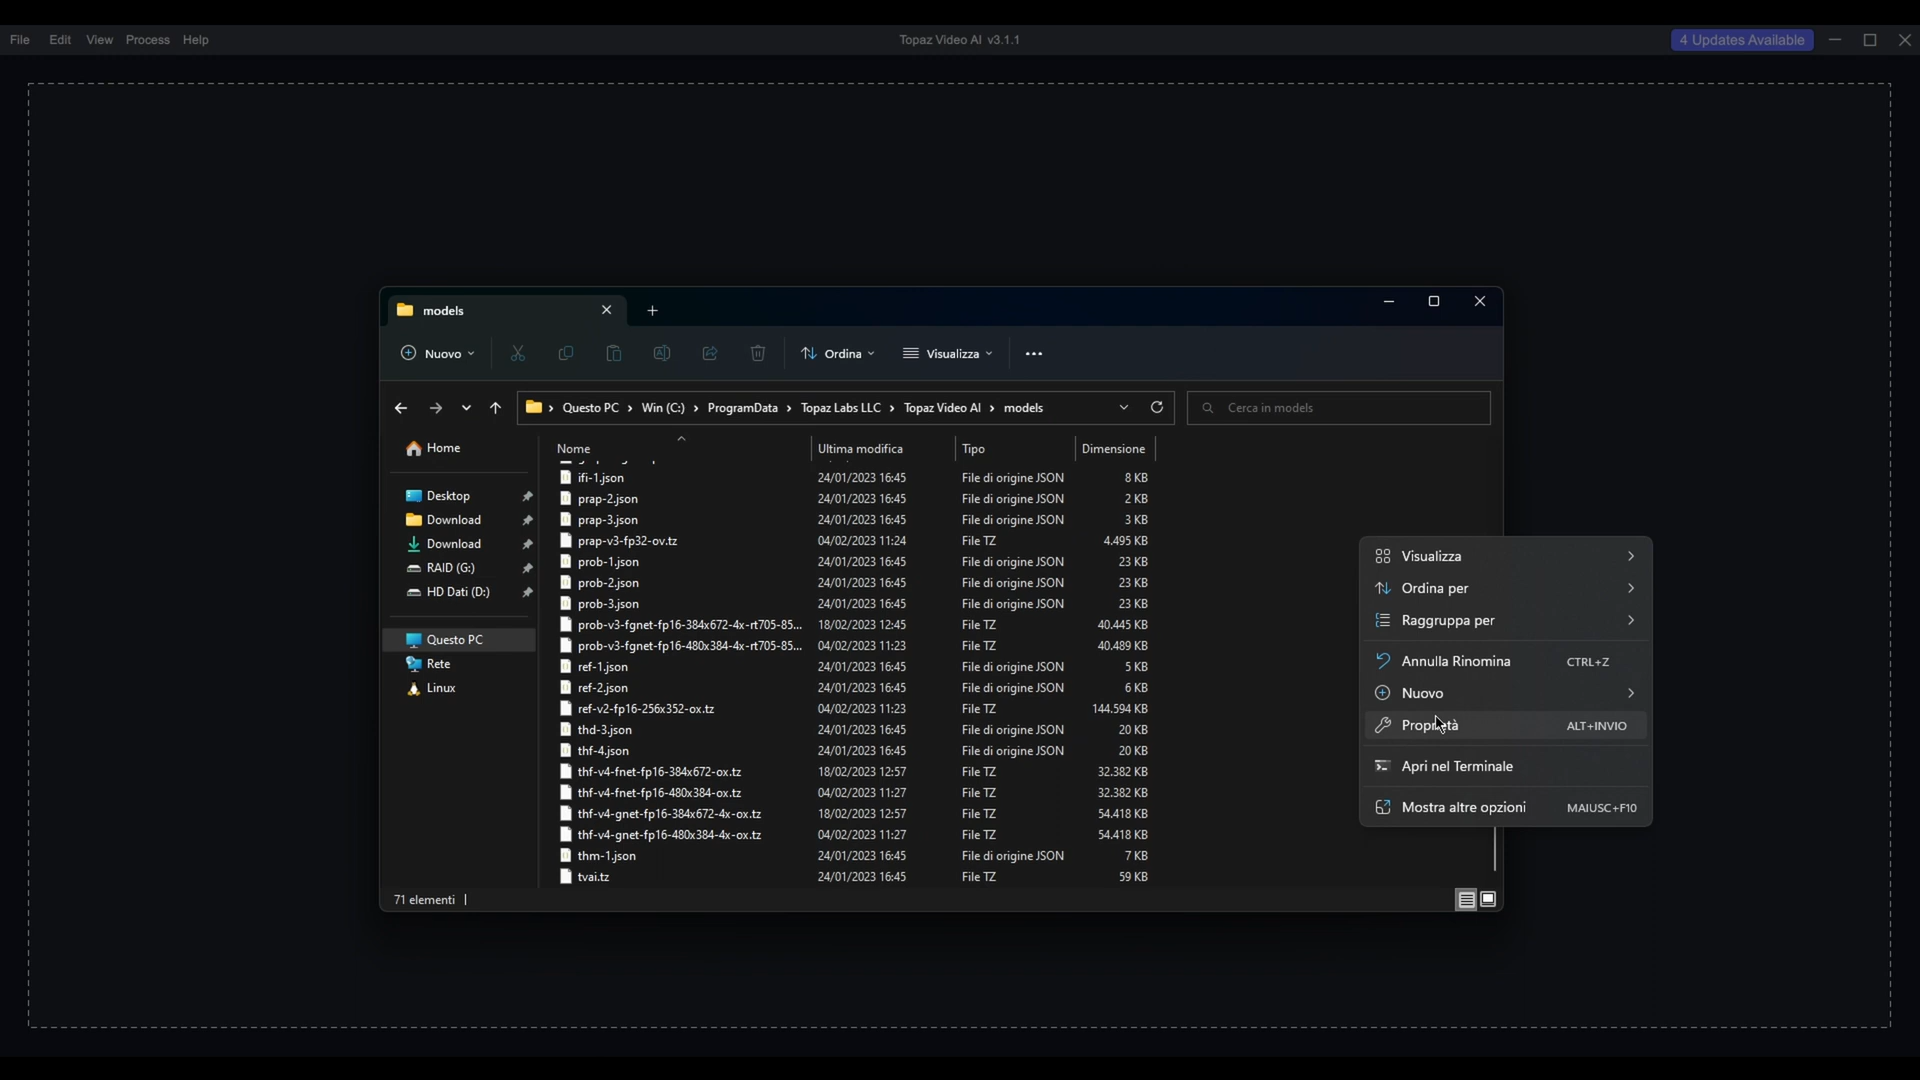 File Edit View Process Help Topaz Video AI v3.1.1 4 Updates Available
models
Nuovo Ordina Visualizza
Questo PC Win (C:) ProgramData Topaz Labs LLC Topaz Video AI models Cerca in models
Home
Desktop
Download
Download
RAID (G:)
HD Dati (D:)
Questo PC
Rete
Linux
Nome Ultima modifica Tipo Dimensione
ifi-1.json 24/01/2023 16:45 File di origine JSON 8 KB
prap-2.json 24/01/2023 16:45 File di origine JSON 2 KB
prap-3.json 24/01/2023 16:45 File di origine JSON 3 KB
prap-v3-fp32-ov.tz 04/02/2023 11:24 File TZ 4.495 KB
prob-1.json 24/01/2023 16:45 File di origine JSON 23 KB
prob-2.json 24/01/2023 16:45 File di origine JSON 23 KB
prob-3.json 24/01/2023 16:45 File di origine JSON 23 KB
prob-v3-fgnet-fp16-384x672-4x-rt705-85... 18/02/2023 12:45 File TZ 40.445 KB
prob-v3-fgnet-fp16-480x384-4x-rt705-85... 04/02/2023 11:23 File TZ 40.489 KB
ref-1.json 24/01/2023 16:45 File di origine JSON 5 KB
ref-2.json 24/01/2023 16:45 File di origine JSON 6 KB
ref-v2-fp16-256x352-ox.tz 04/02/2023 11:23 File TZ 144.594 KB
thd-3.json 24/01/2023 16:45 File di origine JSON 20 KB
thf-4.json 24/01/2023 16:45 File di origine JSON 20 KB
thf-v4-fnet-fp16-384x672-ox.tz 18/02/2023 12:57 File TZ 32.382 KB
thf-v4-fnet-fp16-480x384-ox.tz 04/02/2023 11:27 File TZ 32.382 KB
thf-v4-gnet-fp16-384x672-4x-ox.tz 18/02/2023 12:57 File TZ 54.418 KB
thf-v4-gnet-fp16-480x384-4x-ox.tz 04/02/2023 11:27 File TZ 54.418 KB
thm-1.json 24/01/2023 16:45 File di origine JSON 7 KB
tvai.tz 24/01/2023 16:45 File TZ 59 KB
71 elementi
Visualizza
Ordina per
Raggruppa per
Annulla Rinomina CTRL+Z
Nuovo
Proprietà ALT+INVIO
Apri nel Terminale
Mostra altre opzioni MAIUSC+F10